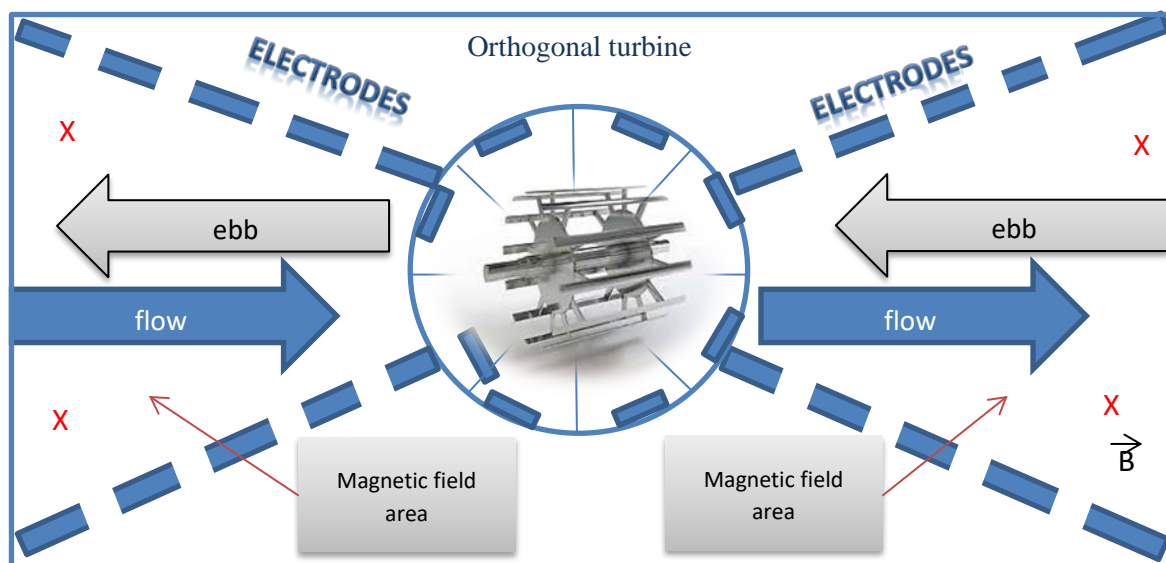 Orthogonal turbine
ELECTRODES
ELECTRODES
X
X
ebb
ebb
flow
flow
X
X
B
Magnetic field
area
Magnetic field
area